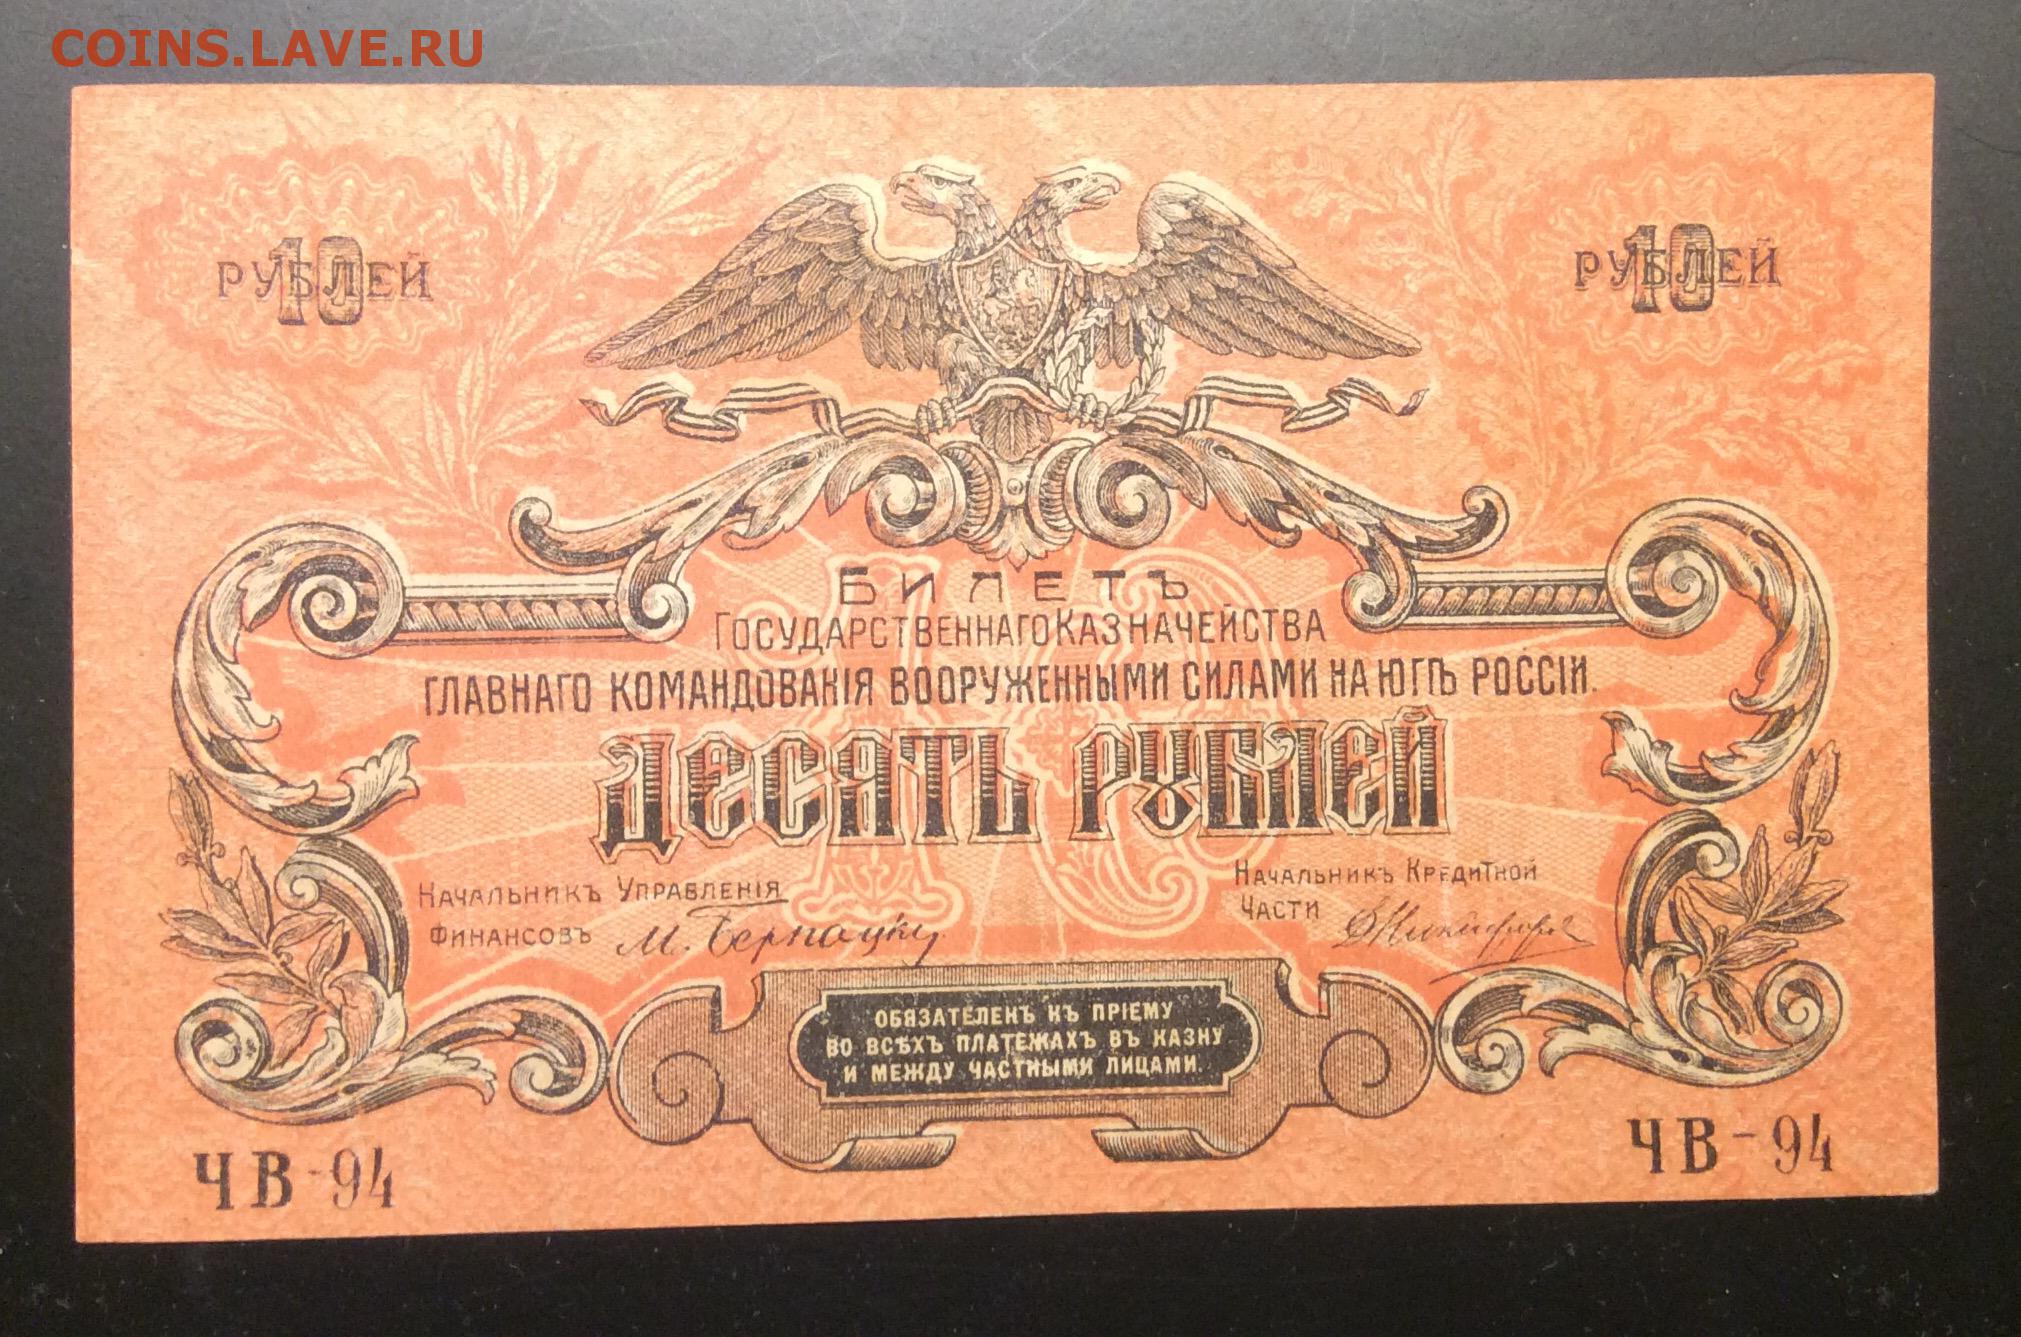 COINS.LAVE.RU
10 РУБЛЕЙ
10 РУБЛЕЙ
БИЛЕТЪ
ГОСУДАРСТВЕННАГО КАЗНАЧЕЙСТВА
ГЛАВНАГО КОМАНДОВАНІЯ ВООРУЖЕННЫМИ СИЛАМИ НА ЮГѢ РОССІИ.
10
ДЕСЯТЬ РУБЛЕЙ
НАЧАЛЬНИКЪ УПРАВЛЕНІЯ
ФИНАНСОВЪ М. Бернацкій
НАЧАЛЬНИКЪ КРЕДИТНОЙ
ЧАСТИ
ОБЯЗАТЕЛЕНЪ КЪ ПРІЕМУ
ВО ВСѢХЪ ПЛАТЕЖАХЪ ВЪ КАЗНУ
И МЕЖДУ ЧАСТНЫМИ ЛИЦАМИ.
ЧВ-94
ЧВ-94